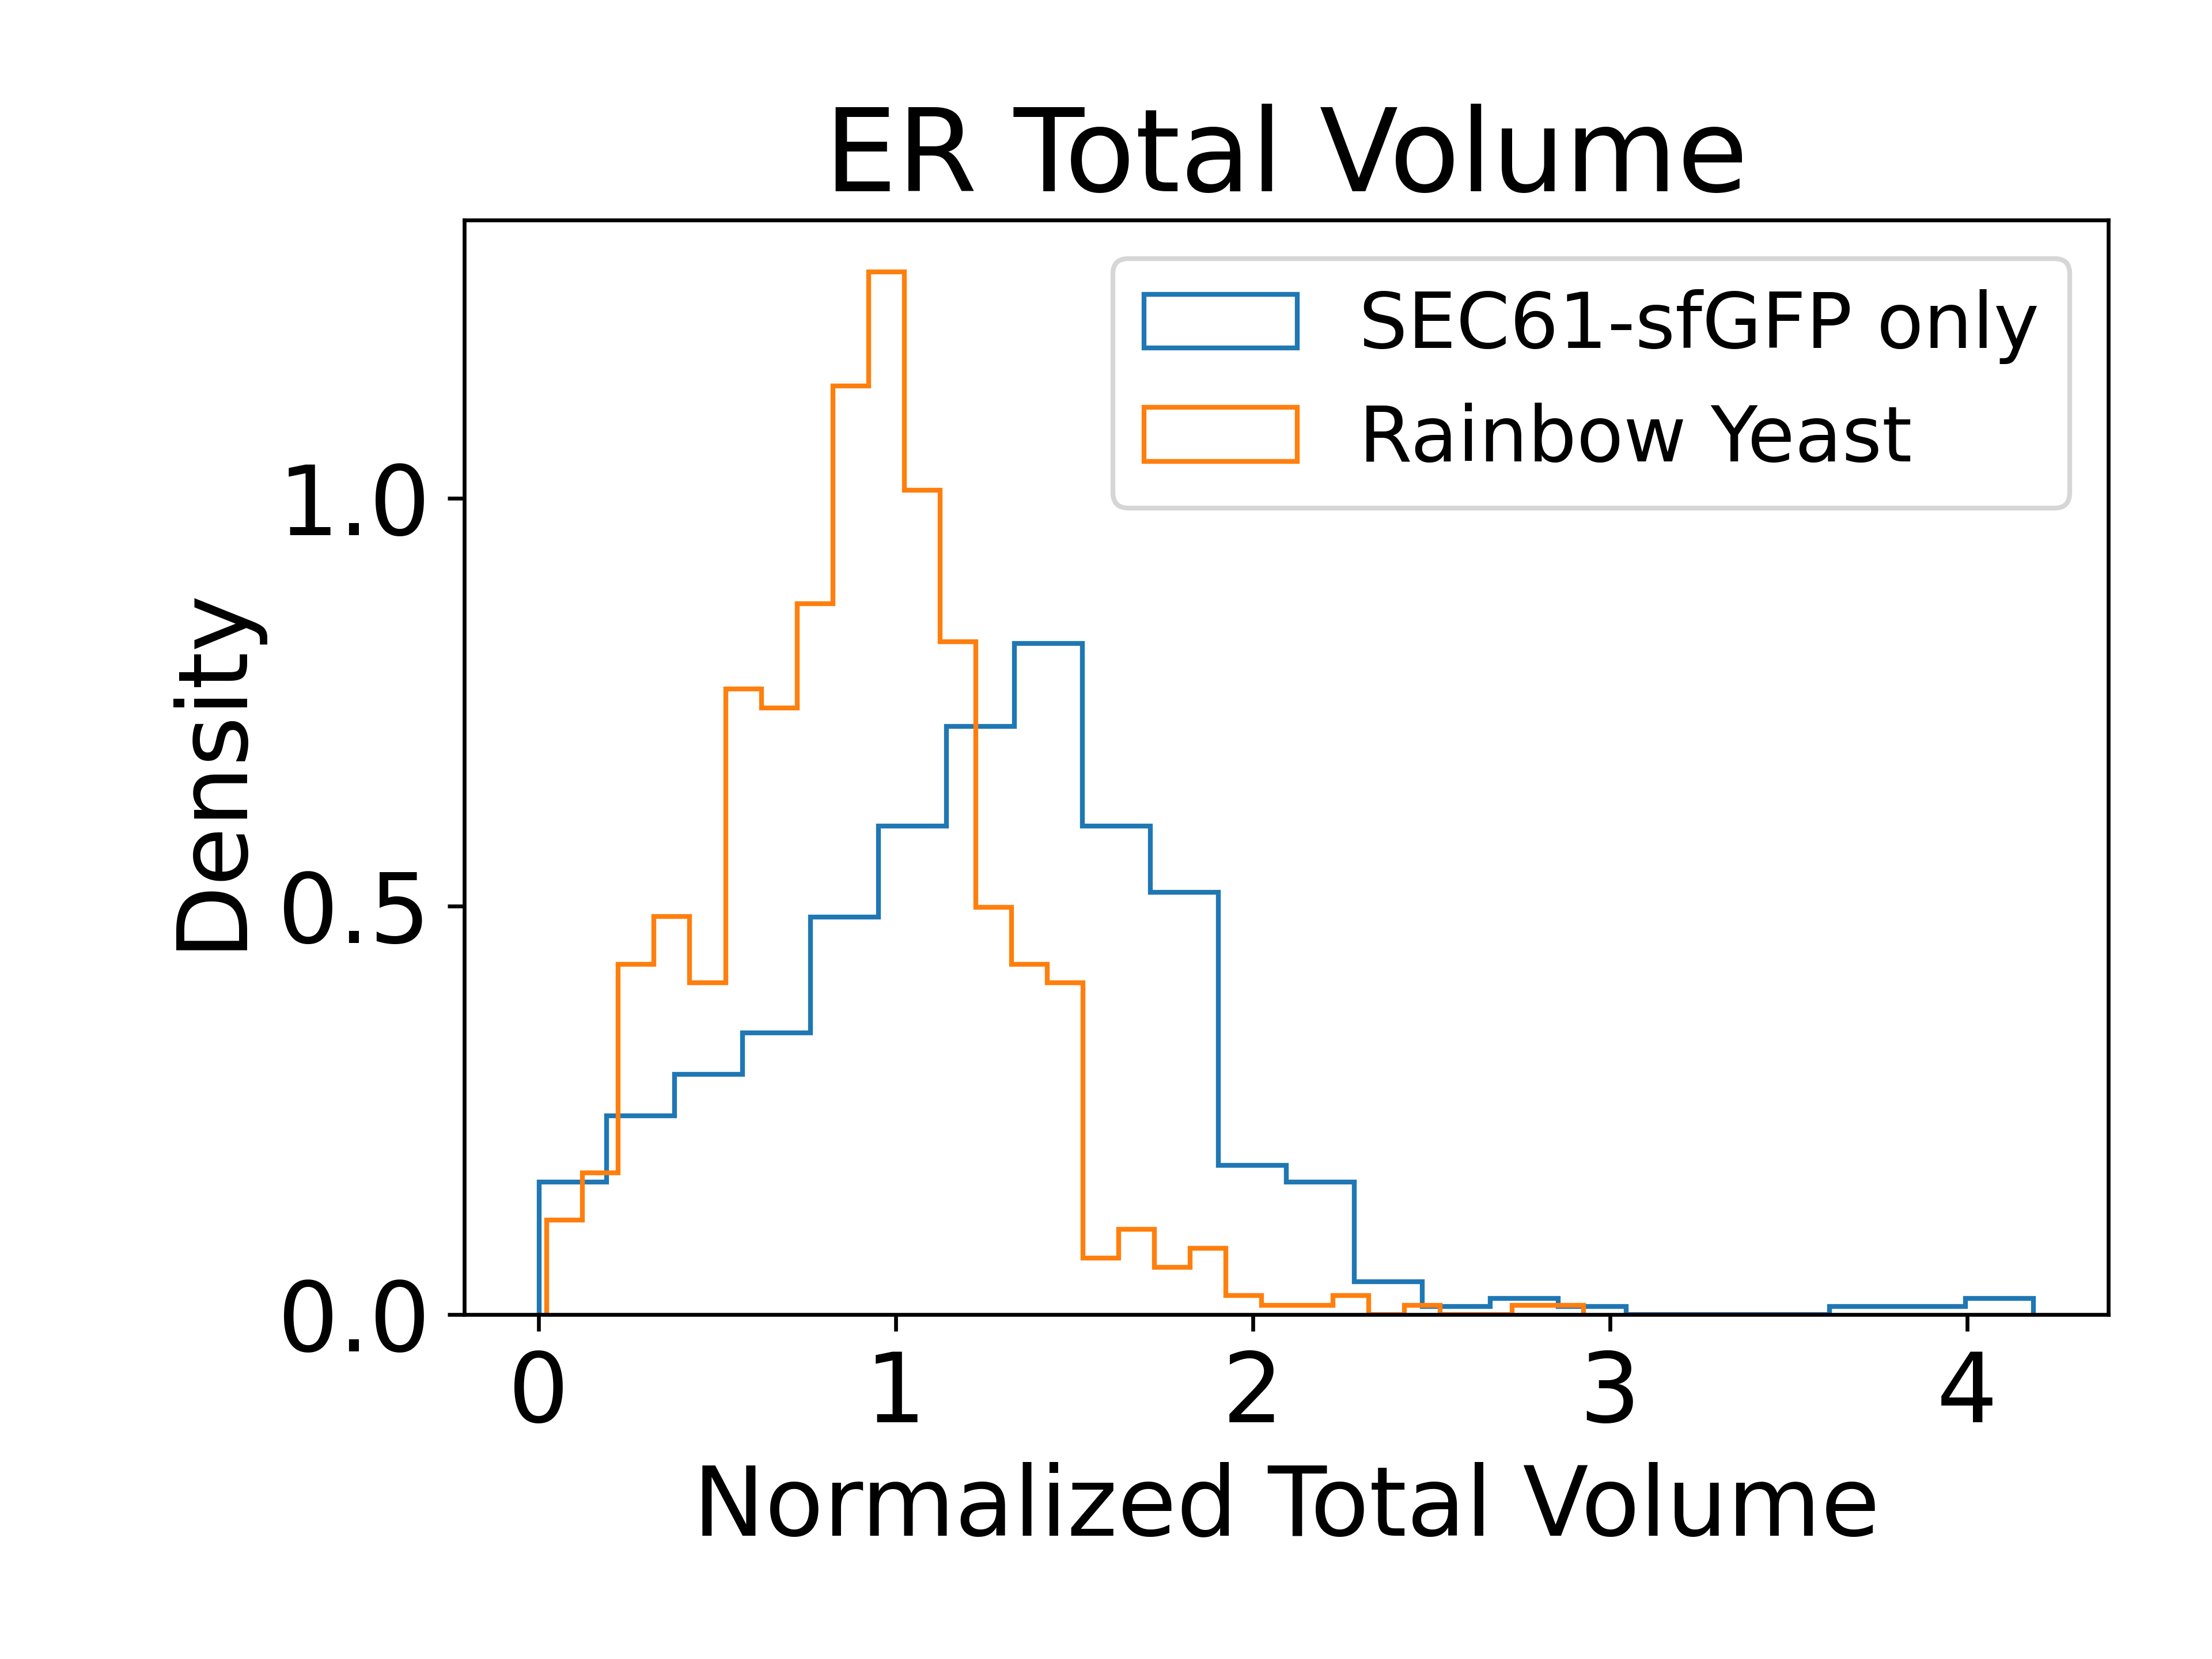 ER Total Volume
SEC61-sfGFP only
Rainbow Yeast
Density
1.0
0.5
0.0
0 1 2 3 4
Normalized Total Volume